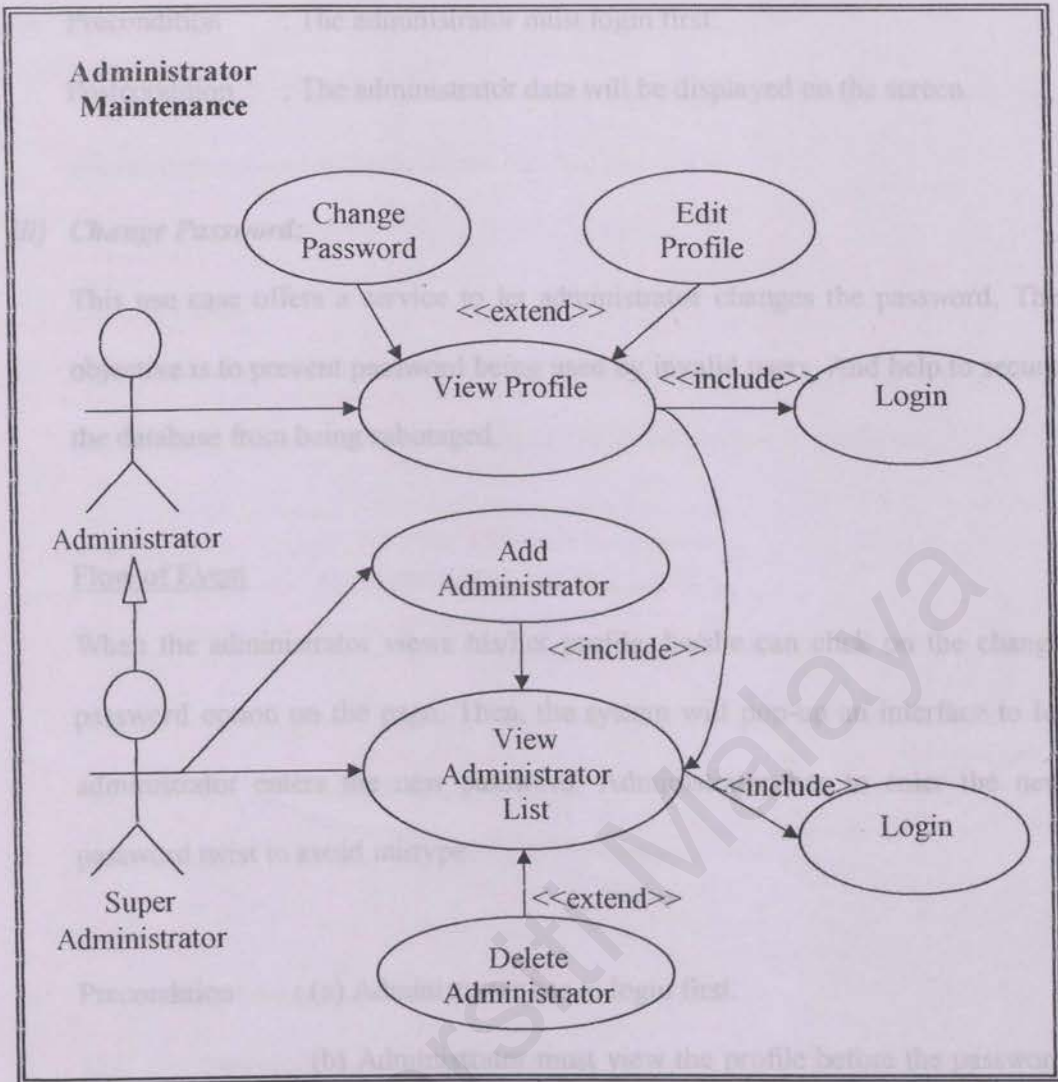 Precondition : The administrator must login first.
Administrator
Maintenance
Postcondition : The administrator data will be displayed on the screen.
Change
Password
Edit
Profile
iii) Change Password:
This use case offers a service to let administrator changes the password. The
<<extend>>
objective is to prevent password being used by invalid users. And help to secure
View Profile
<<include>>
Login
the database from being sabotaged.
Administrator
Add
Administrator
Flow of Event
When the administrator views his/her profile, he/she can click on the change
<<include>>
password option on the page. Then, the system will pop-up an interface to let
View
Administrator
List
administrator enters the new password. Administrator has to enter the new
<<include>>
Login
password twist to avoid mistype.
Super
Administrator
<<extend>>
Delete
Administrator
Precondition : (a) Administrator login first.
(b) Administrator must view the profile before the password